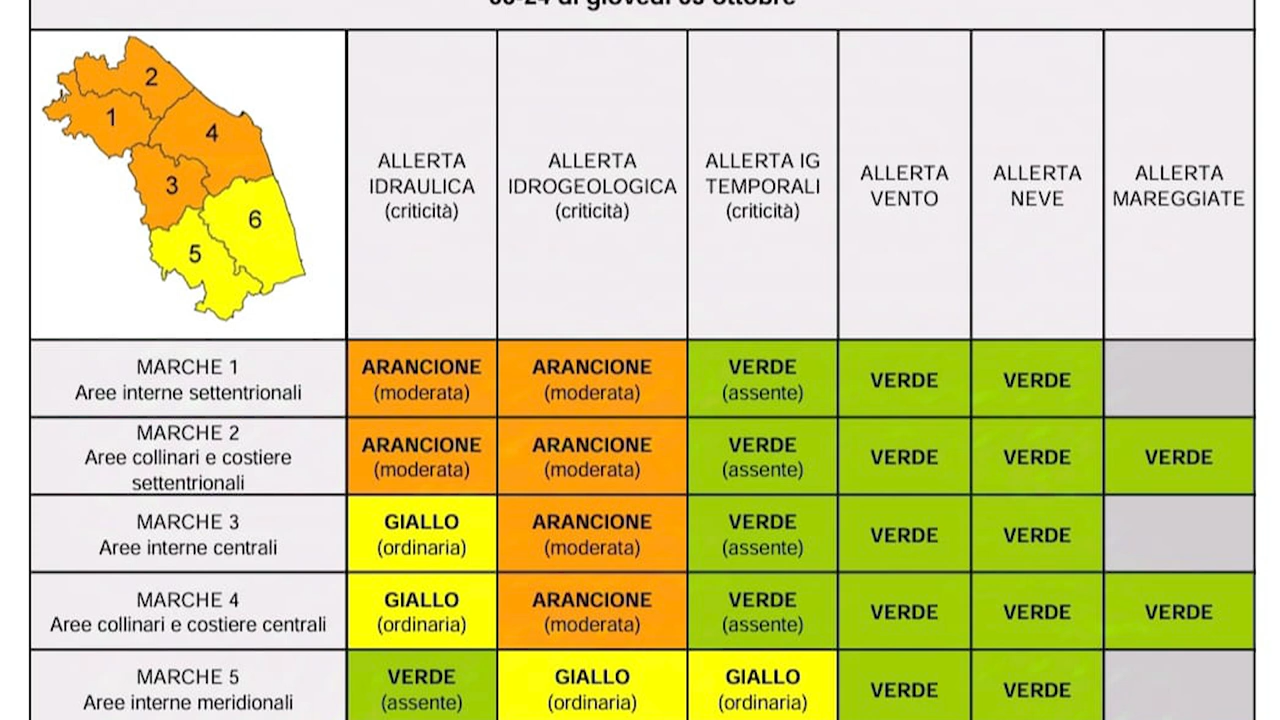 2
1
4
3
6
5
ALLERTA
IDRAULICA
(criticità)
ALLERTA
IDROGEOLOGICA
(criticità)
ALLERTA IG
TEMPORALI
(criticità)
ALLERTA
VENTO
ALLERTA
NEVE
ALLERTA
MAREGGIATE
MARCHE 1
Aree interne settentrionali
ARANCIONE
(moderata)
ARANCIONE
(moderata)
VERDE
(assente)
VERDE
VERDE
MARCHE 2
Aree collinari e costiere
settentrionali
ARANCIONE
(moderata)
ARANCIONE
(moderata)
VERDE
(assente)
VERDE
VERDE
VERDE
MARCHE 3
Aree interne centrali
GIALLO
(ordinaria)
ARANCIONE
(moderata)
VERDE
(assente)
VERDE
VERDE
MARCHE 4
Aree collinari e costiere centrali
GIALLO
(ordinaria)
ARANCIONE
(moderata)
VERDE
(assente)
VERDE
VERDE
VERDE
MARCHE 5
Aree interne meridionali
VERDE
(assente)
GIALLO
(ordinaria)
GIALLO
(ordinaria)
VERDE
VERDE